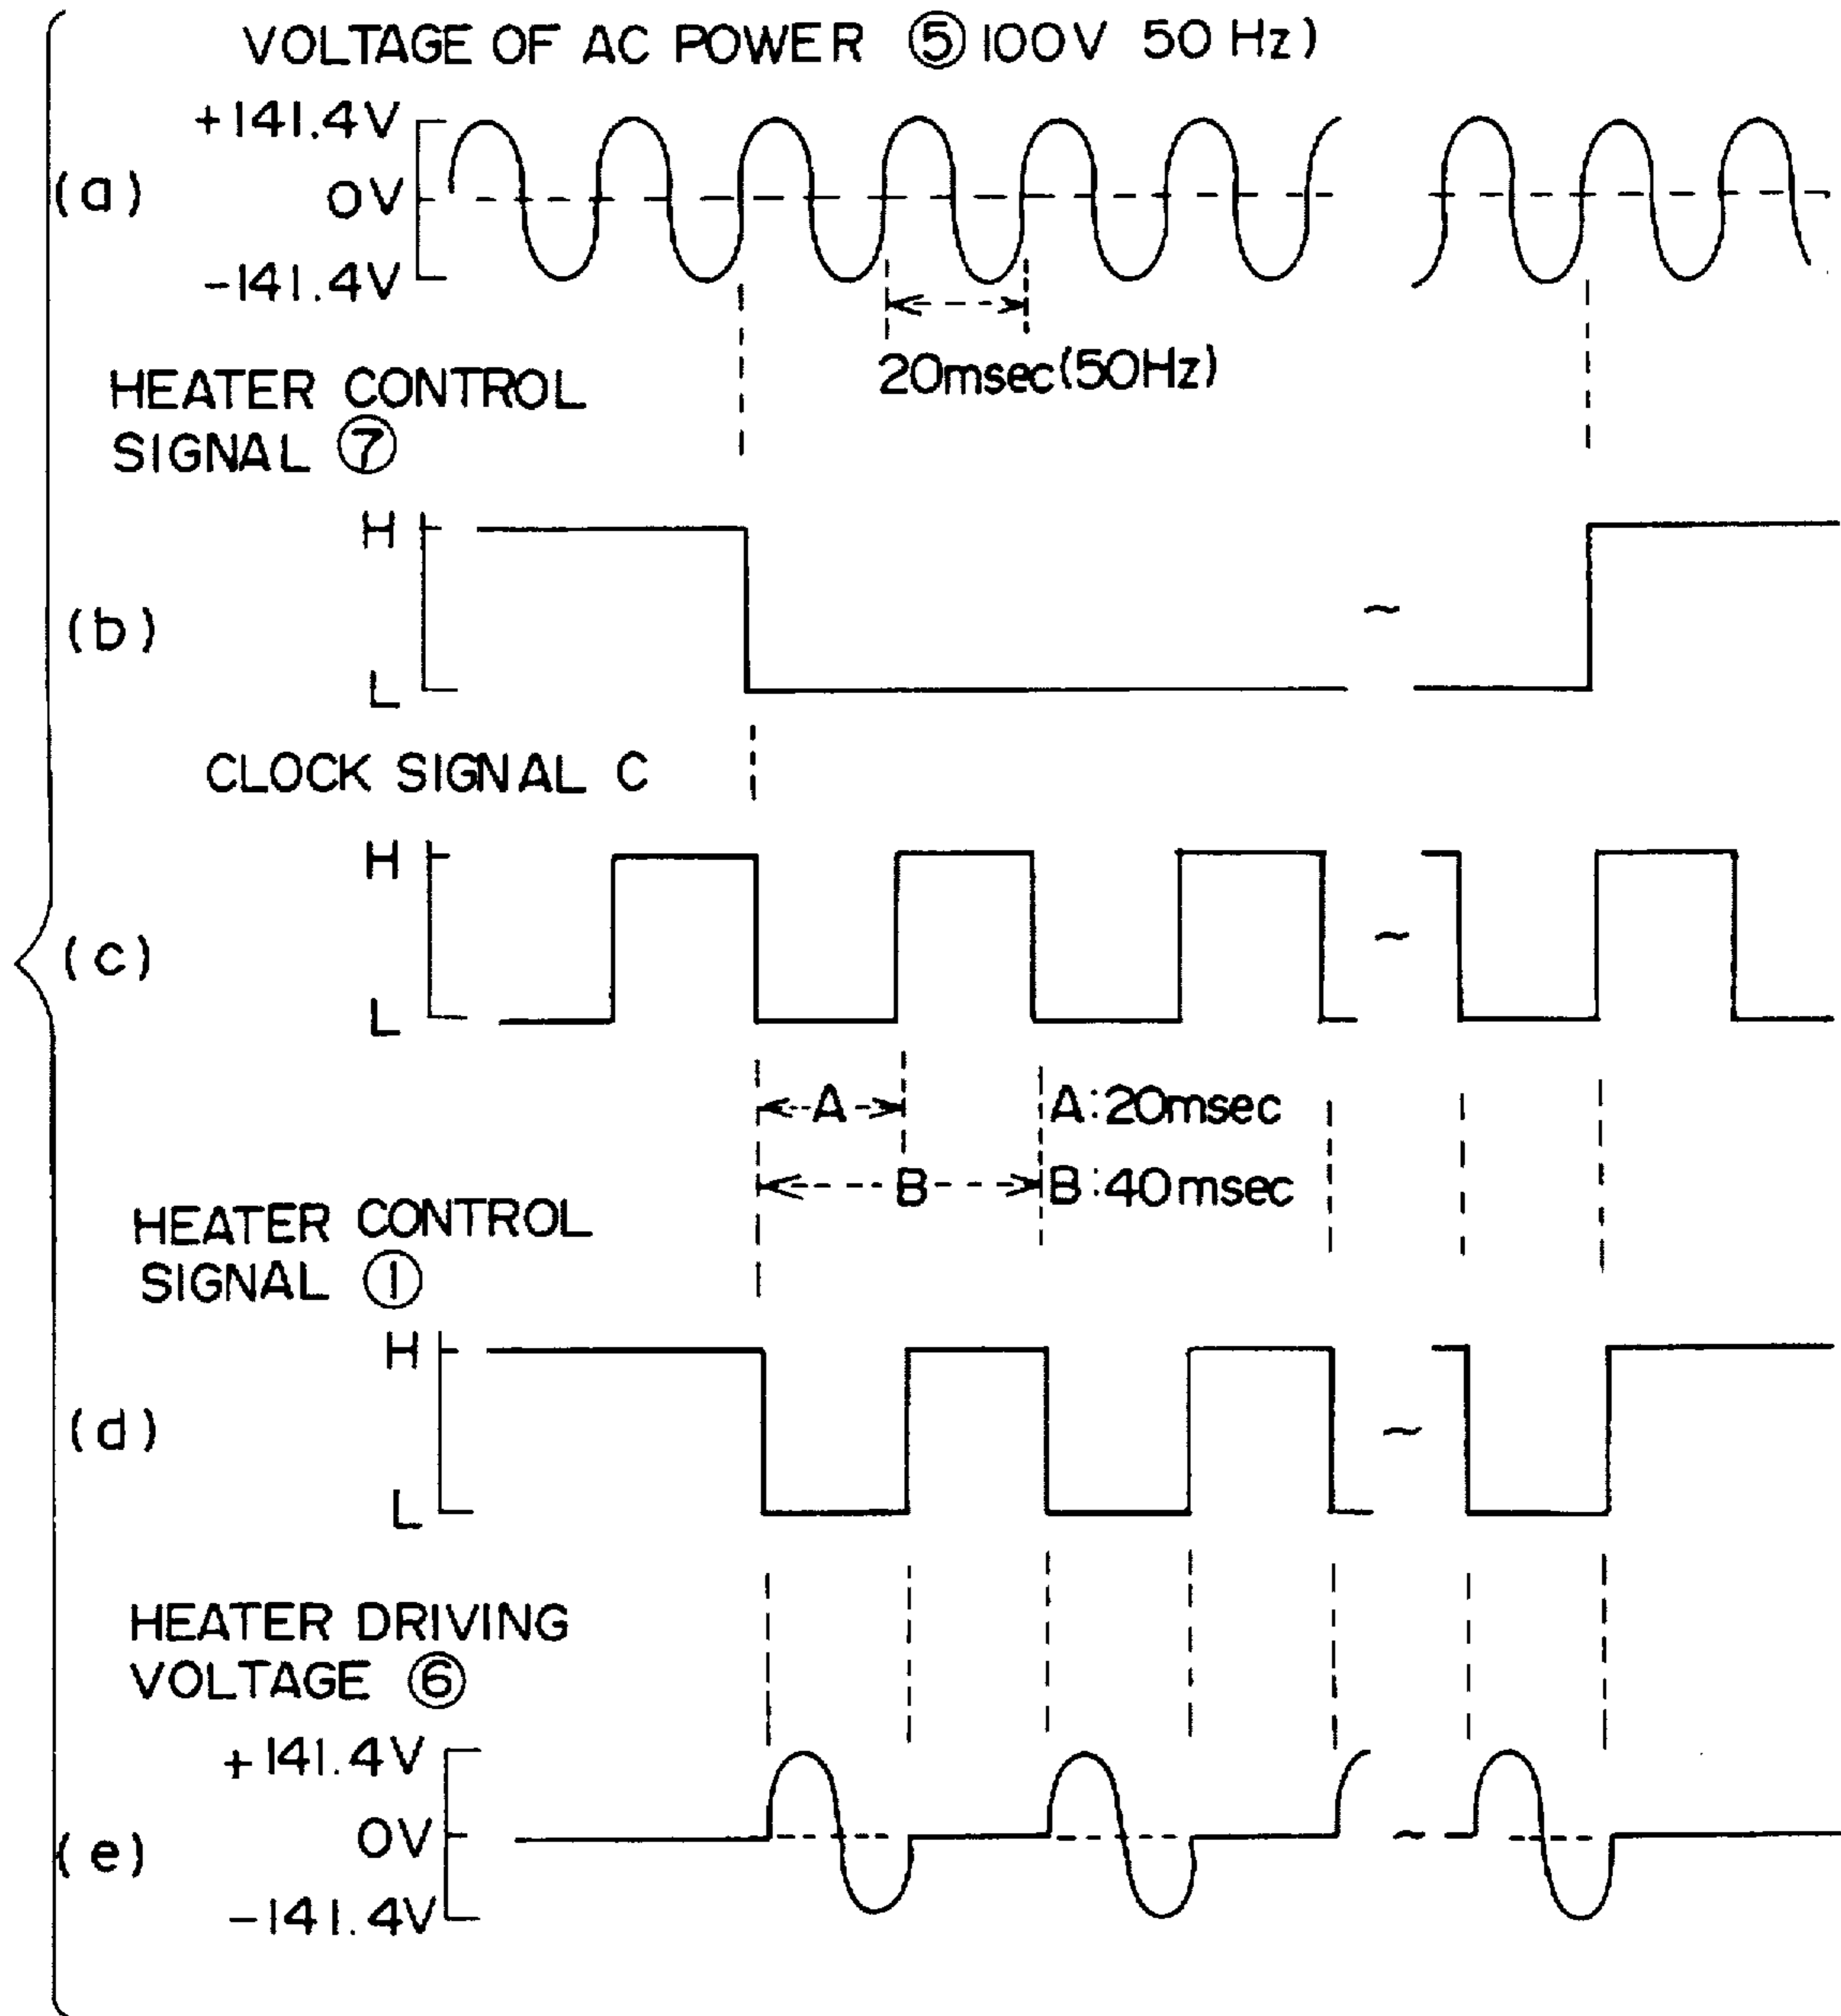 VOLTAGE OF AC POWER ⑤ 100V 50 Hz)
+141.4V
(a)
0V
-141.4V
20msec(50Hz)
HEATER CONTROL
SIGNAL ⑦
H
(b)
~
L
CLOCK SIGNAL C
H
(c)
~
L
A
A:20msec
B
B:40msec
HEATER CONTROL
SIGNAL ①
H
(d)
~
L
HEATER DRIVING
VOLTAGE ⑥
+141.4V
0V
~
(e)
-141.4V